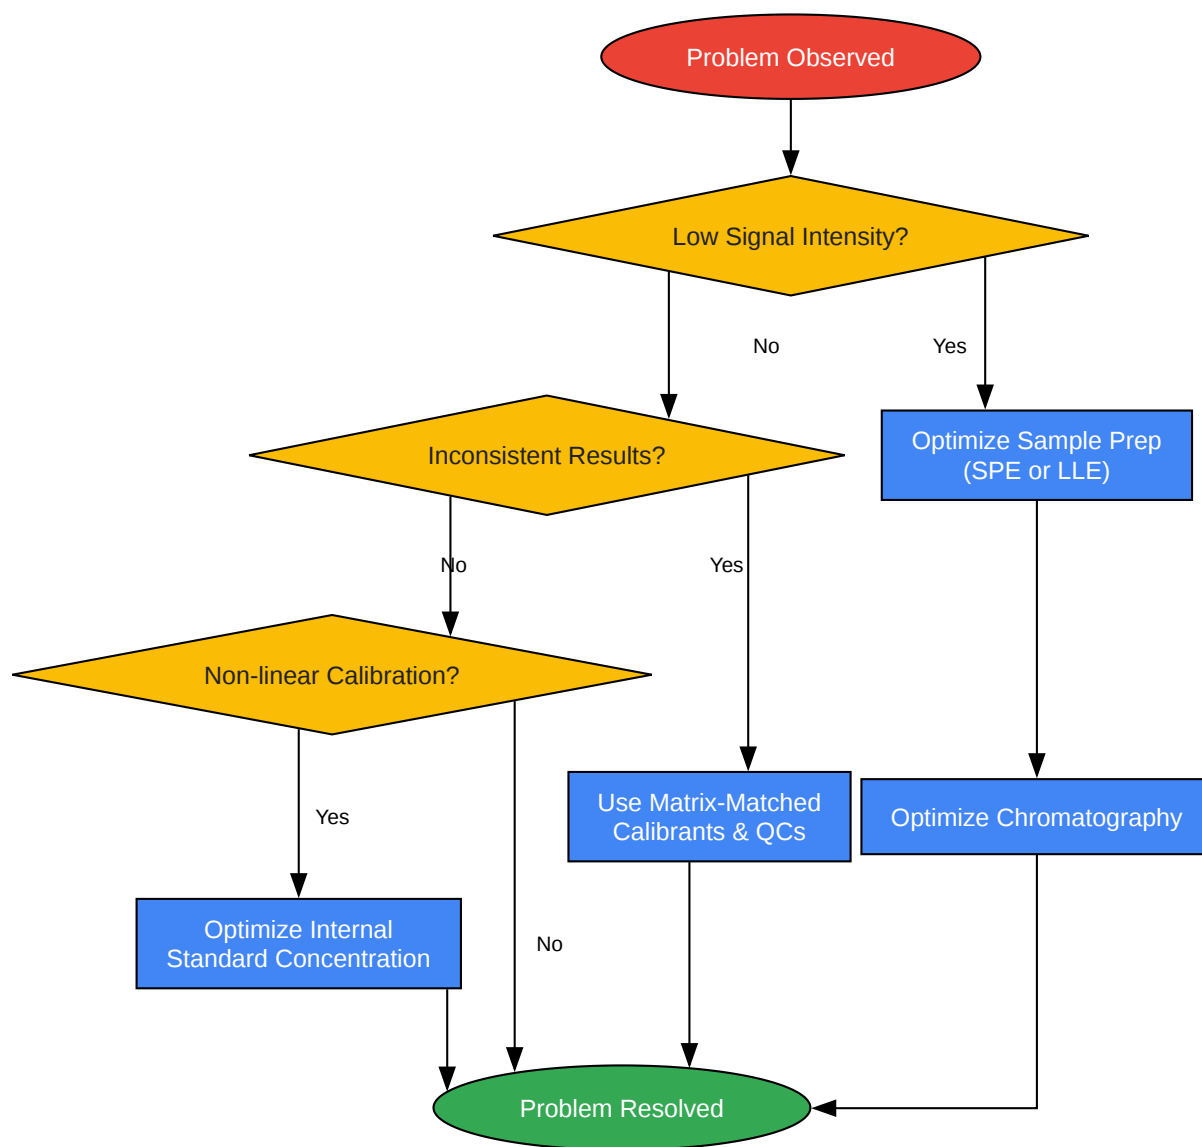 Problem Observed
Low Signal Intensity?
No
Yes
Optimize Sample Prep
(SPE or LLE)
Inconsistent Results?
No
Yes
Non-linear Calibration?
Use Matrix-Matched
Calibrants & QCs
Optimize Chromatography
Yes
Optimize Internal
Standard Concentration
No
Problem Resolved